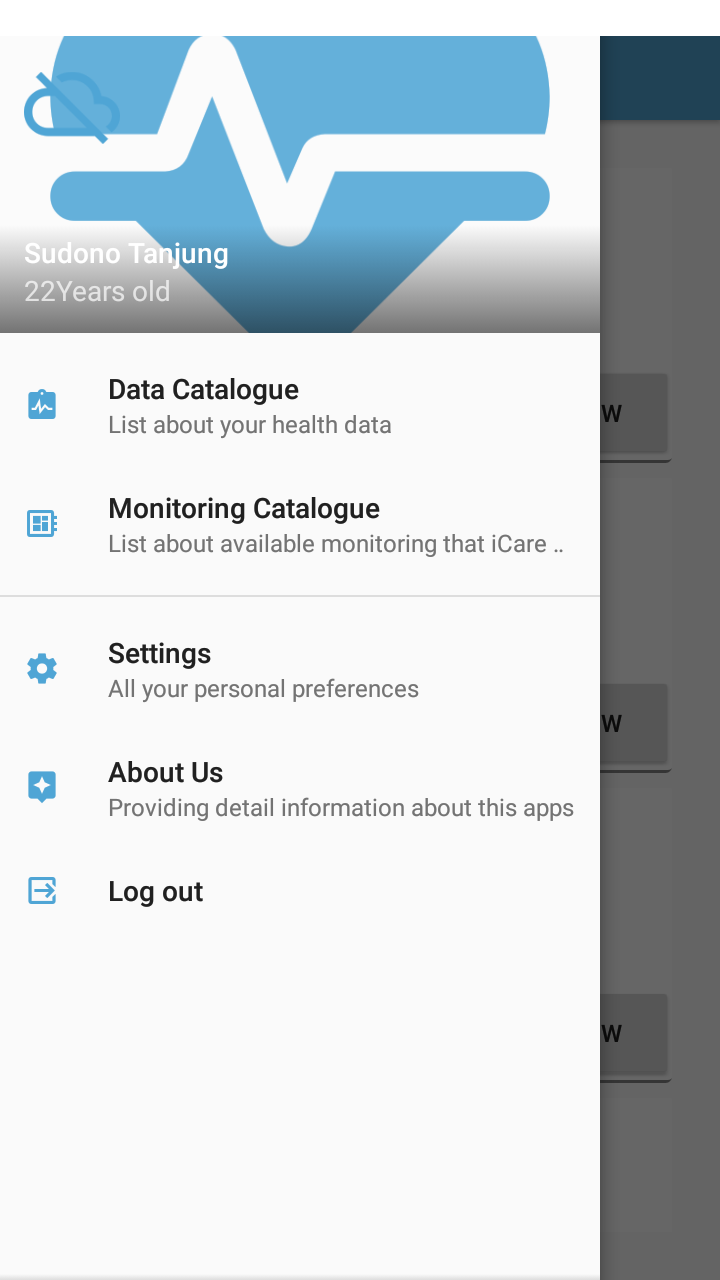 Sudono Tanjung
22Years old
Data Catalogue
List about your health data
W
Monitoring Catalogue
List about available monitoring that iCare ..
Settings
All your personal preferences
W
About Us
Providing detail information about this apps
Log out
W